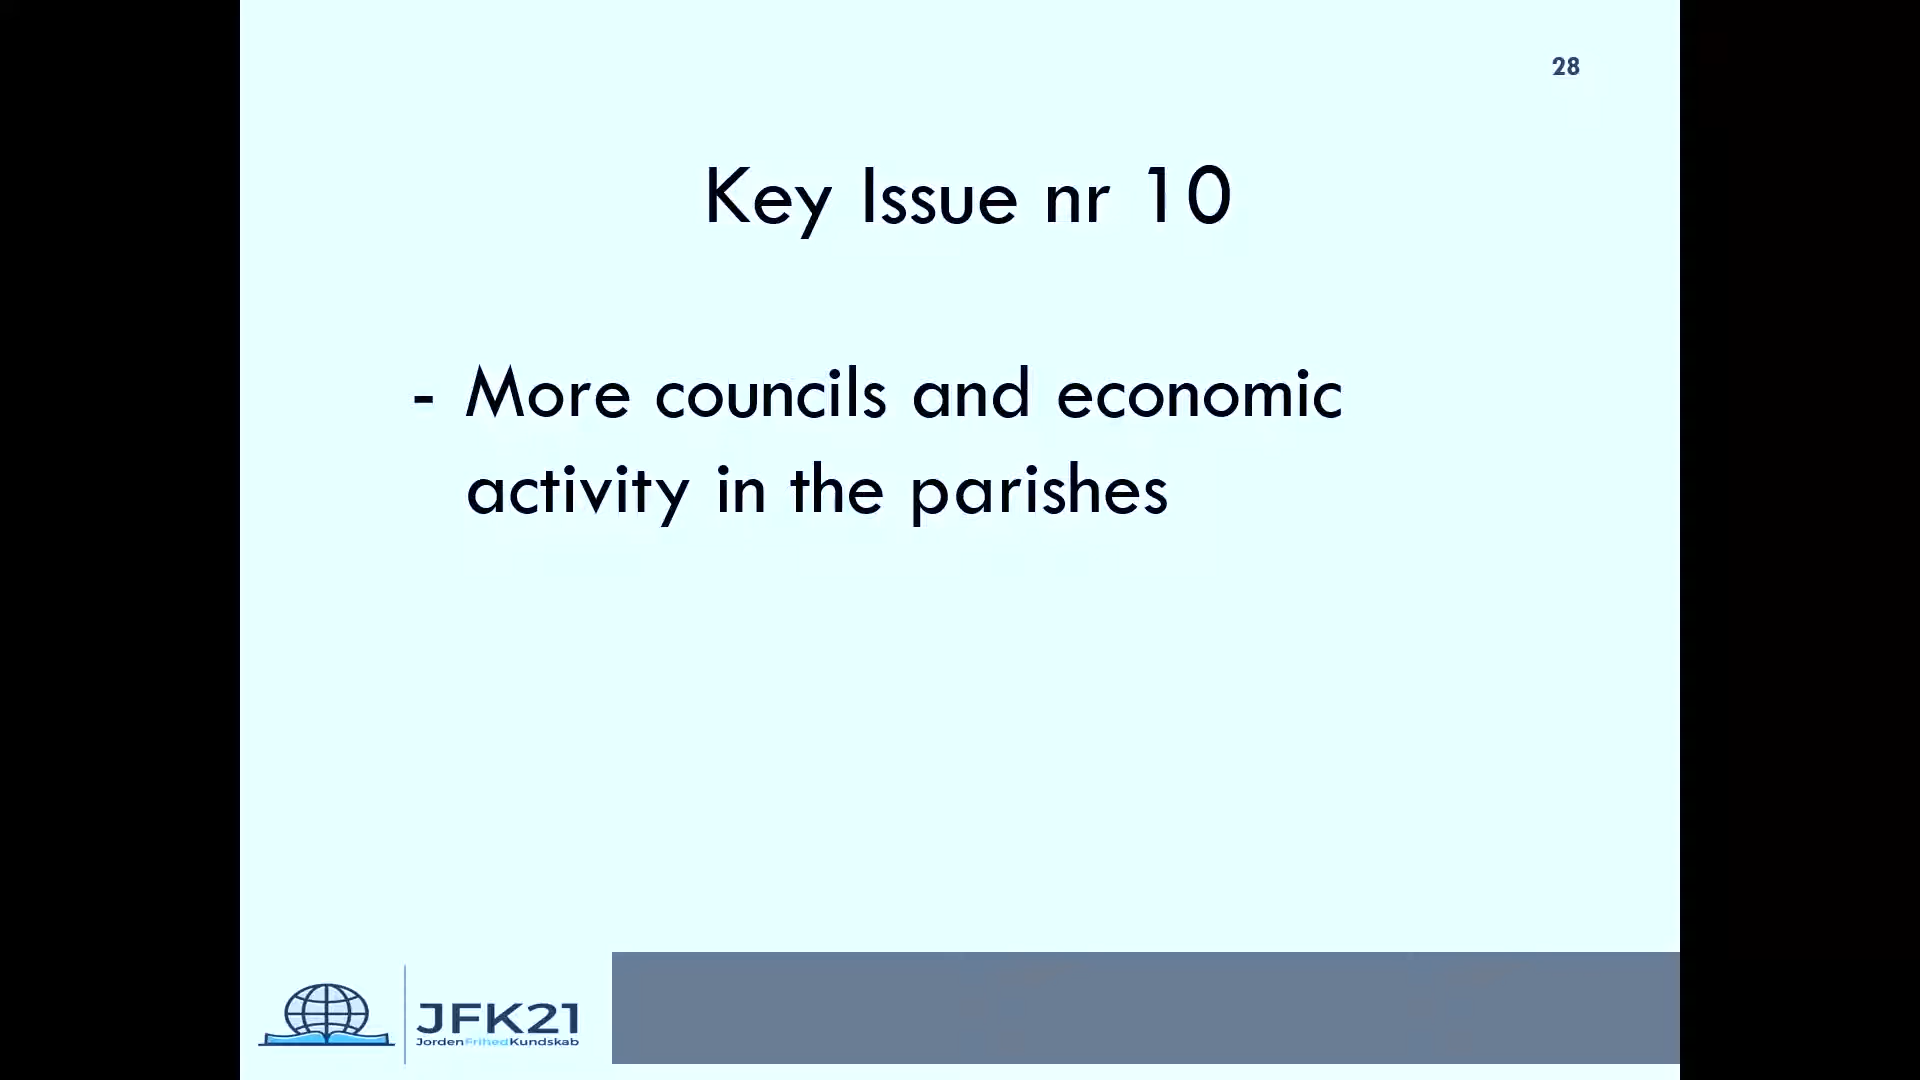 28
Key Issue nr 10
- More councils and economic
activity in the parishes
JFK21
JordenFrihedKundskab